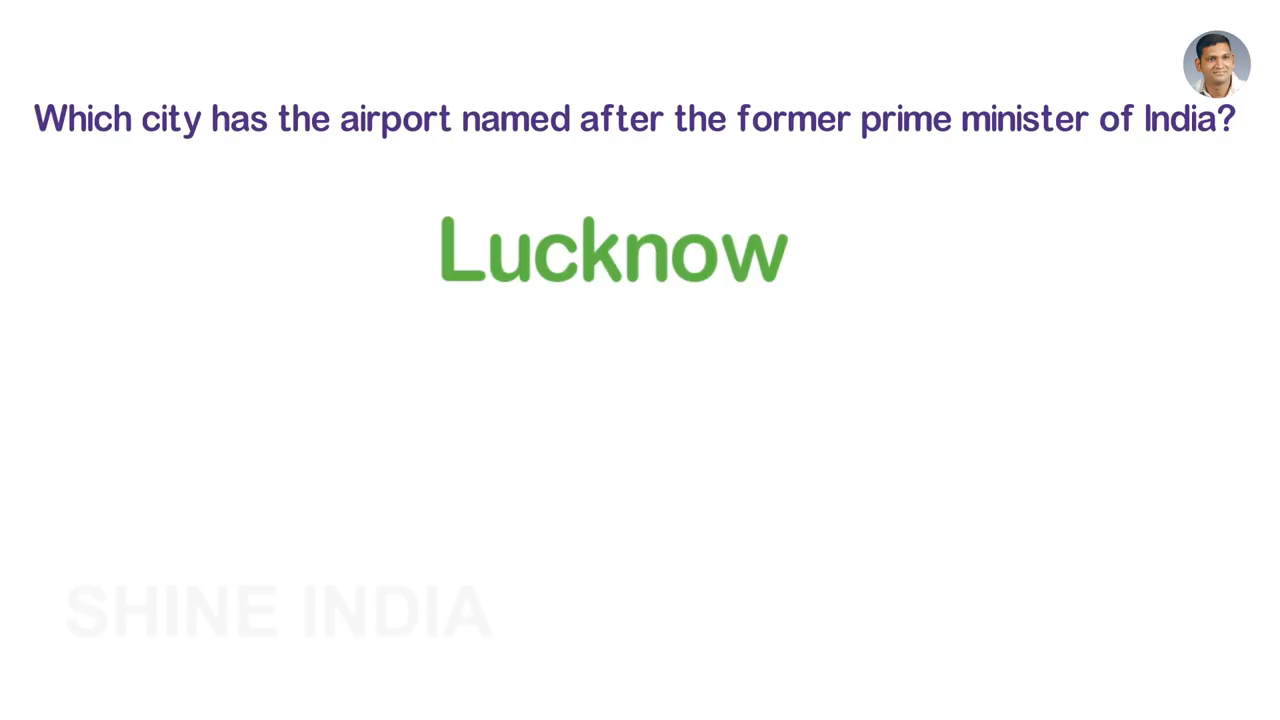 Which city has the airport named after the former prime minister of India?
Lucknow
SHINE INDIA